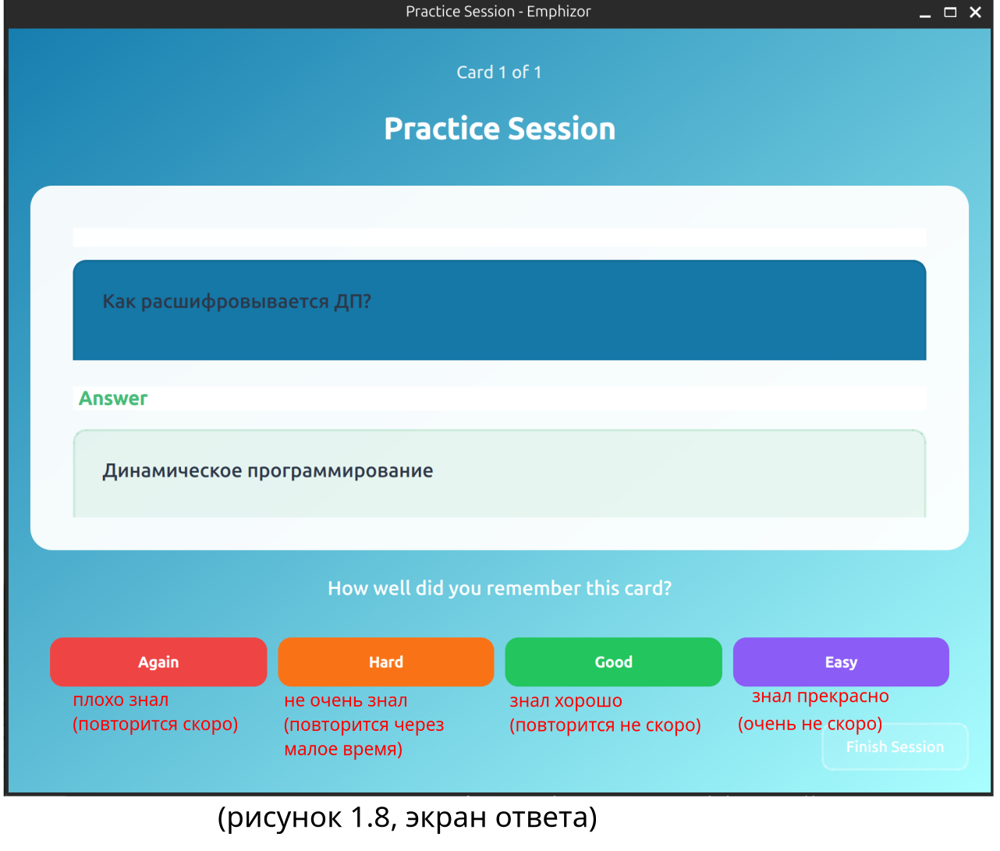 Practice Session - Emphizor
Card 1 of 1
Practice Session
Как расшифровывается ДП?
Answer
Динамическое программирование
How well did you remember this card?
Again
Hard
Good
Easy
плохо знал
(повторится скоро)
не очень знал
(повторится через
малое время)
знал хорошо
(повторится не скоро)
знал прекрасно
(очень не скоро)
Finish Session
(рисунок 1.8, экран ответа)